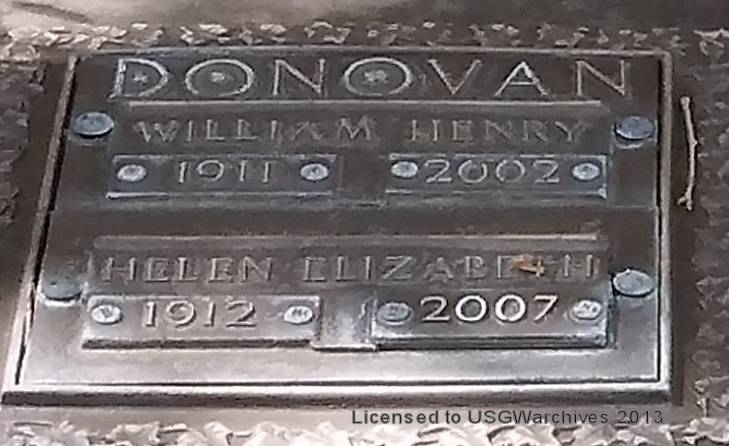 DONOVAN
WILLIAM HENRY
1911 2002
HELEN ELIZABETH
1912 2007
Licensed to USGWarchives 2013